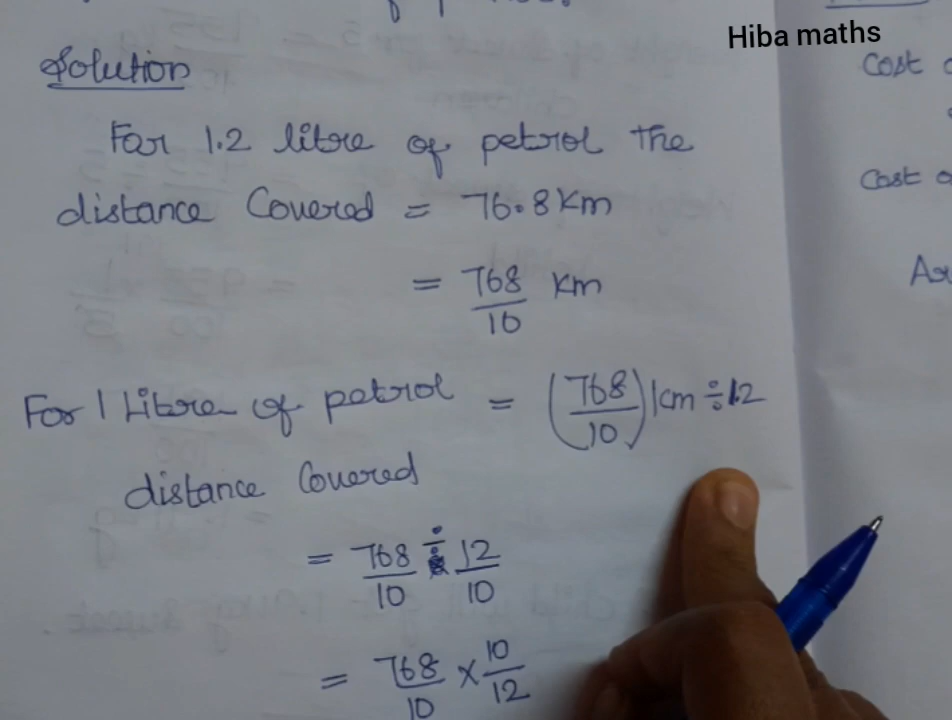 Hiba maths
Solution
For 1.2 litre of petrol the
distance Covered = 76.8 Km
= 768/10 Km
For 1 Litre of petrol = (768/10) km ÷ 1.2
distance Covered
= 768/10 ÷ 12/10
= 768/10 × 10/12
Cost
Cost